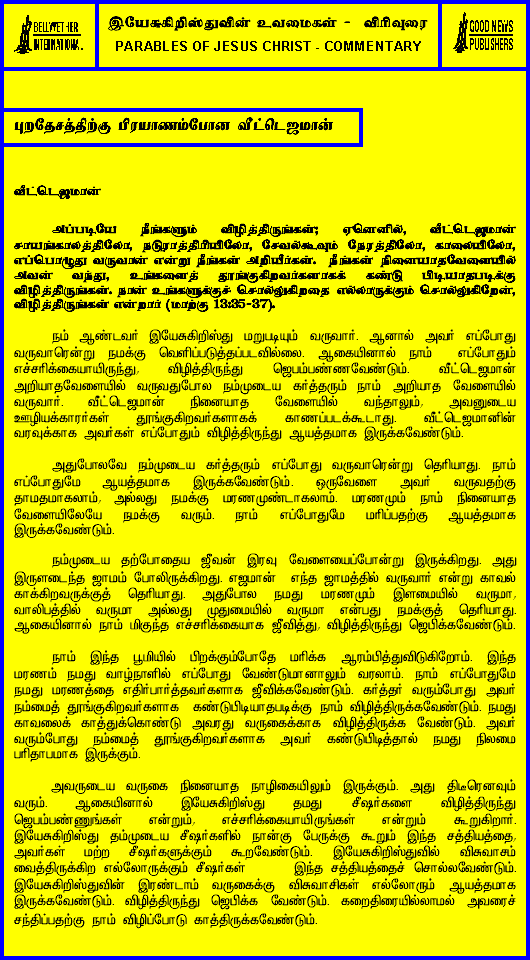 BELLWETHER
INTERNATIONAL
இயேசுகிறிஸ்துவின் உவமைகள் - விரிவுரை
PARABLES OF JESUS CHRIST - COMMENTARY
GOOD NEWS
PUBLISHERS
புறதேசத்திற்கு பிரயாணம்போன வீட்டெஜமான்
வீட்டெஜமான்
அப்படியே நீங்களும் விழித்திருங்கள்; ஏனெனில், வீட்டெஜமான்
சாயங்காலத்திலோ, நடுராத்திரியிலோ, சேவல்கூவும் நேரத்திலோ, காலையிலோ,
எப்பொழுது வருவான் என்று நீங்கள் அறியீர்கள். நீங்கள் நினையாதவேளையில்
அவன் வந்து, உங்களைத் தூங்குகிறவர்களாகக் கண்டு பிடியாதபடிக்கு
விழித்திருங்கள். நான் உங்களுக்குச் சொல்லுகிறதை எல்லாருக்கும் சொல்லுகிறேன்,
விழித்திருங்கள் என்றார் (மாற்கு 13:35-37).
நம் ஆண்டவர் இயேசுகிறிஸ்து மறுபடியும் வருவார். ஆனால் அவர் எப்போது
வருவாரென்று நமக்கு வெளிப்படுத்தப்படவில்லை. ஆகையினால் நாம் எப்போதும்
எச்சரிக்கையாயிருந்து, விழித்திருந்து ஜெபம்பண்ணவேண்டும். வீட்டெஜமான்
அறியாதவேளையில் வருவதுபோல நம்முடைய கர்த்தரும் நாம் அறியாத வேளையில்
வருவார். வீட்டெஜமான் நினையாத வேளையில் வந்தாலும், அவனுடைய
ஊழியக்காரர்கள் தூங்குகிறவர்களாகக் காணப்படக்கூடாது. வீட்டெஜமானின்
வரவுக்காக அவர்கள் எப்போதும் விழித்திருந்து ஆயத்தமாக இருக்கவேண்டும்.
அதுபோலவே நம்முடைய கர்த்தரும் எப்போது வருவாரென்று தெரியாது. நாம்
எப்போதுமே ஆயத்தமாக இருக்கவேண்டும். ஒருவேளை அவர் வருவதற்கு
தாமதமாகலாம், அல்லது நமக்கு மரணமுண்டாகலாம். மரணமும் நாம் நினையாத
வேளையிலேயே நமக்கு வரும். நாம் எப்போதுமே மரிப்பதற்கு ஆயத்தமாக
இருக்கவேண்டும்.
நம்முடைய தற்போதைய ஜீவன் இரவு வேளையைப்போன்று இருக்கிறது. அது
இருளடைந்த ஜாமம் போலிருக்கிறது. எஜமான் எந்த ஜாமத்தில் வருவார் என்று காவல்
காக்கிறவருக்குத் தெரியாது. அதுபோல நமது மரணமும் இளமையில் வருமா,
வாலிபத்தில் வருமா அல்லது முதுமையில் வருமா என்பது நமக்குத் தெரியாது.
ஆகையினால் நாம் மிகுந்த எச்சரிக்கையாக ஜீவித்து, விழித்திருந்து ஜெபிக்கவேண்டும்.
நாம் இந்த பூமியில் பிறக்கும்போதே மரிக்க ஆரம்பித்துவிடுகிறோம். இந்த
மரணம் நமது வாழ்நாளில் எப்போது வேண்டுமானாலும் வரலாம். நாம் எப்போதுமே
நமது மரணத்தை எதிர்பார்த்தவர்களாக ஜீவிக்கவேண்டும். கர்த்தர் வரும்போது அவர்
நம்மைத் தூங்குகிறவர்களாக கண்டுபிடியாதபடிக்கு நாம் விழித்திருக்கவேண்டும். நமது
காவலைக் காத்துக்கொண்டு அவரது வருகைக்காக விழித்திருக்க வேண்டும். அவர்
வரும்போது நம்மைத் தூங்குகிறவர்களாக அவர் கண்டுபிடித்தால் நமது நிலமை
பரிதாபமாக இருக்கும்.
அவருடைய வருகை நினையாத நாழிகையிலும் இருக்கும். அது திடீரெனவும்
வரும். ஆகையினால் இயேசுகிறிஸ்து தமது சீஷர்களை விழித்திருந்து
ஜெபம்பண்ணுங்கள் என்றும், எச்சரிக்கையாயிருங்கள் என்றும் கூறுகிறார்.
இயேசுகிறிஸ்து தம்முடைய சீஷர்களில் நான்கு பேருக்கு கூறும் இந்த சத்தியத்தை,
அவர்கள் மற்ற சீஷர்களுக்கும் கூறவேண்டும். இயேசுகிறிஸ்துவில் விசுவாசம்
வைத்திருக்கிற எல்லோருக்கும் சீஷர்கள் இந்த சத்தியத்தைச் சொல்லவேண்டும்.
இயேசுகிறிஸ்துவின் இரண்டாம் வருகைக்கு விசுவாசிகள் எல்லோரும் ஆயத்தமாக
இருக்கவேண்டும். விழித்திருந்து ஜெபிக்க வேண்டும். கறைதிரையில்லாமல் அவரைச்
சந்திப்பதற்கு நாம் விழிப்போடு காத்திருக்கவேண்டும்.